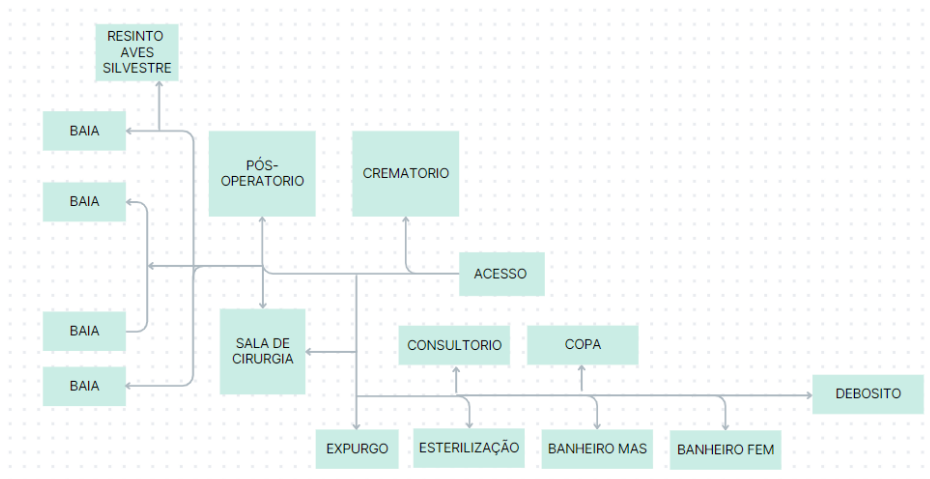 RESINTO
AVES
SILVESTRE
BAIA
PÓS-
OPERATORIO
CREMATORIO
BAIA
ACESSO
BAIA
SALA DE
CIRURGIA
CONSULTORIO
COPA
BAIA
DEBOSITO
EXPURGO
ESTERILIZAÇÃO
BANHEIRO MAS
BANHEIRO FEM